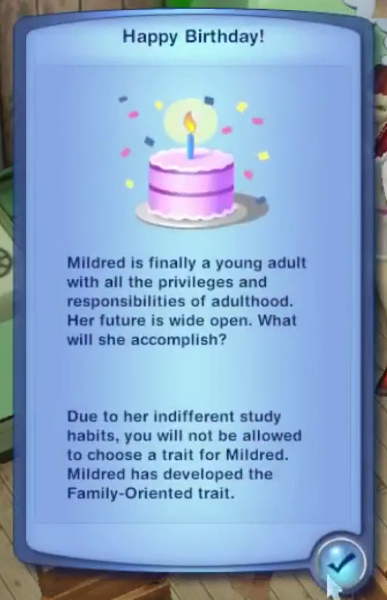 Happy Birthday!
Mildred is finally a young adult
with all the privileges and
responsibilities of adulthood.
Her future is wide open. What
will she accomplish?
Due to her indifferent study
habits, you will not be allowed
to choose a trait for Mildred.
Mildred has developed the
Family-Oriented trait.